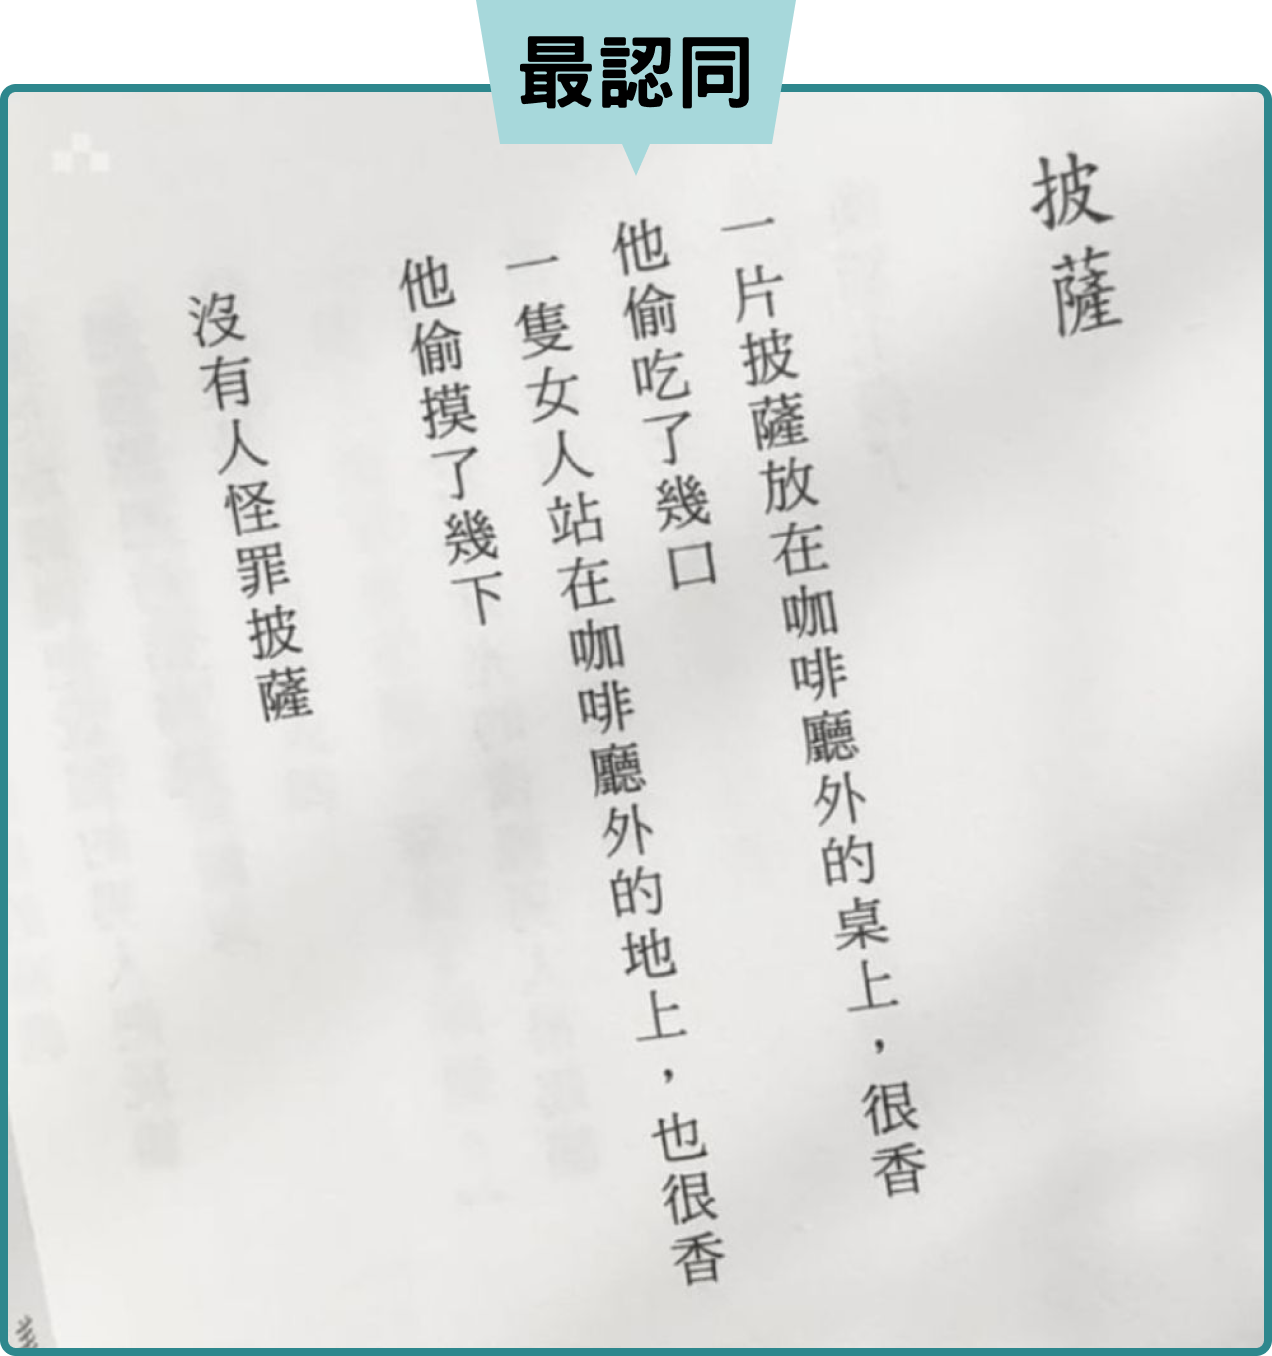 最認同
披薩
一片披薩放在咖啡廳外的桌上，很香
他偷吃了幾口
一隻女人站在咖啡廳外的地上，也很香
他偷摸了幾下
沒有人怪罪披薩